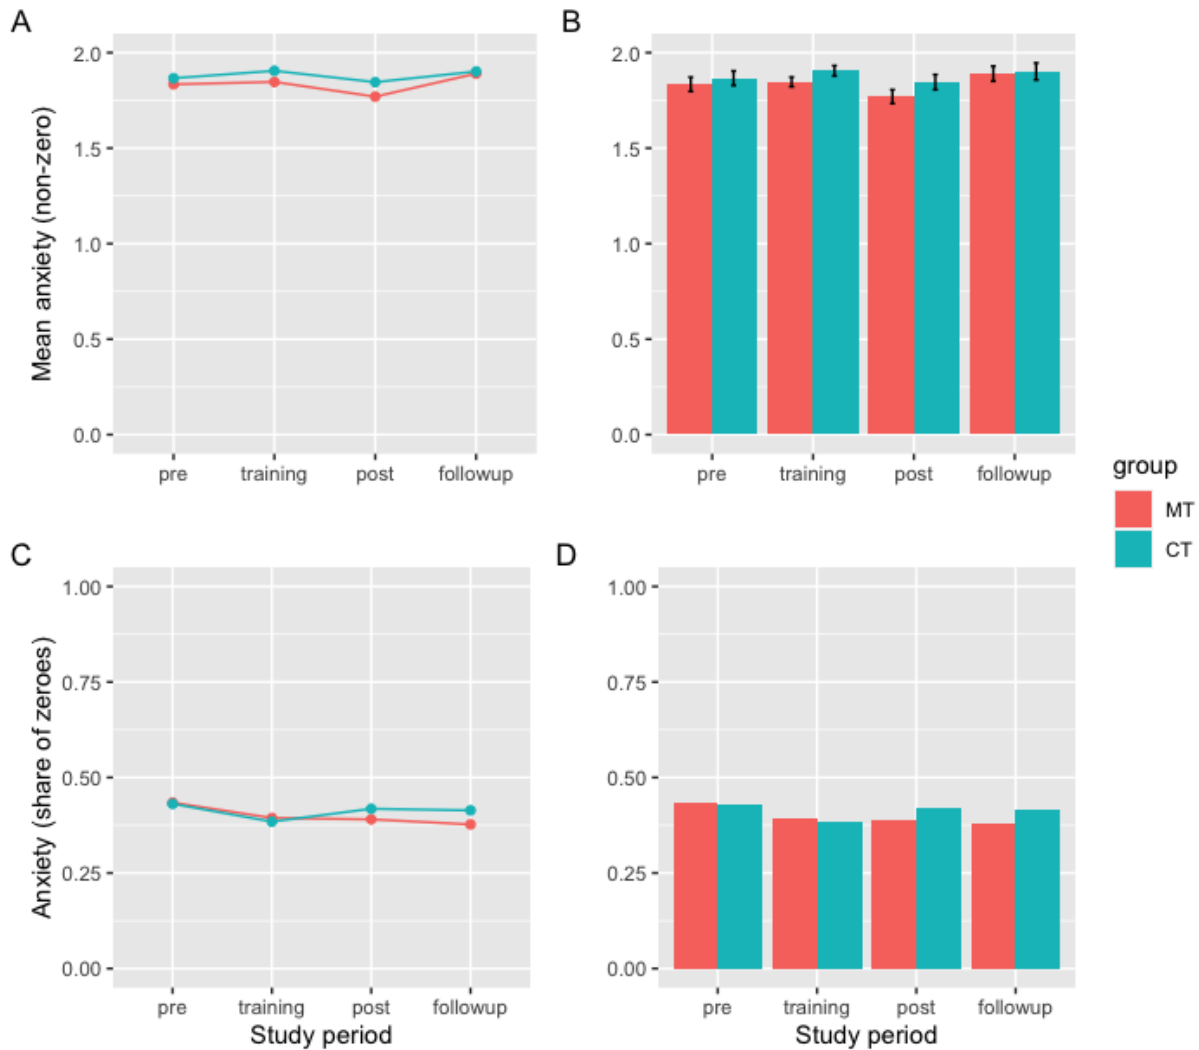 A
B
Mean anxiety (non-zero)
2.0
1.5
1.0
0.5
0.0
pre training post followup
2.0
1.5
1.0
0.5
0.0
pre training post followup
group
MT
CT
C
D
Anxiety (share of zeroes)
1.00
0.75
0.50
0.25
0.00
pre training post followup
Study period
1.00
0.75
0.50
0.25
0.00
pre training post followup
Study period